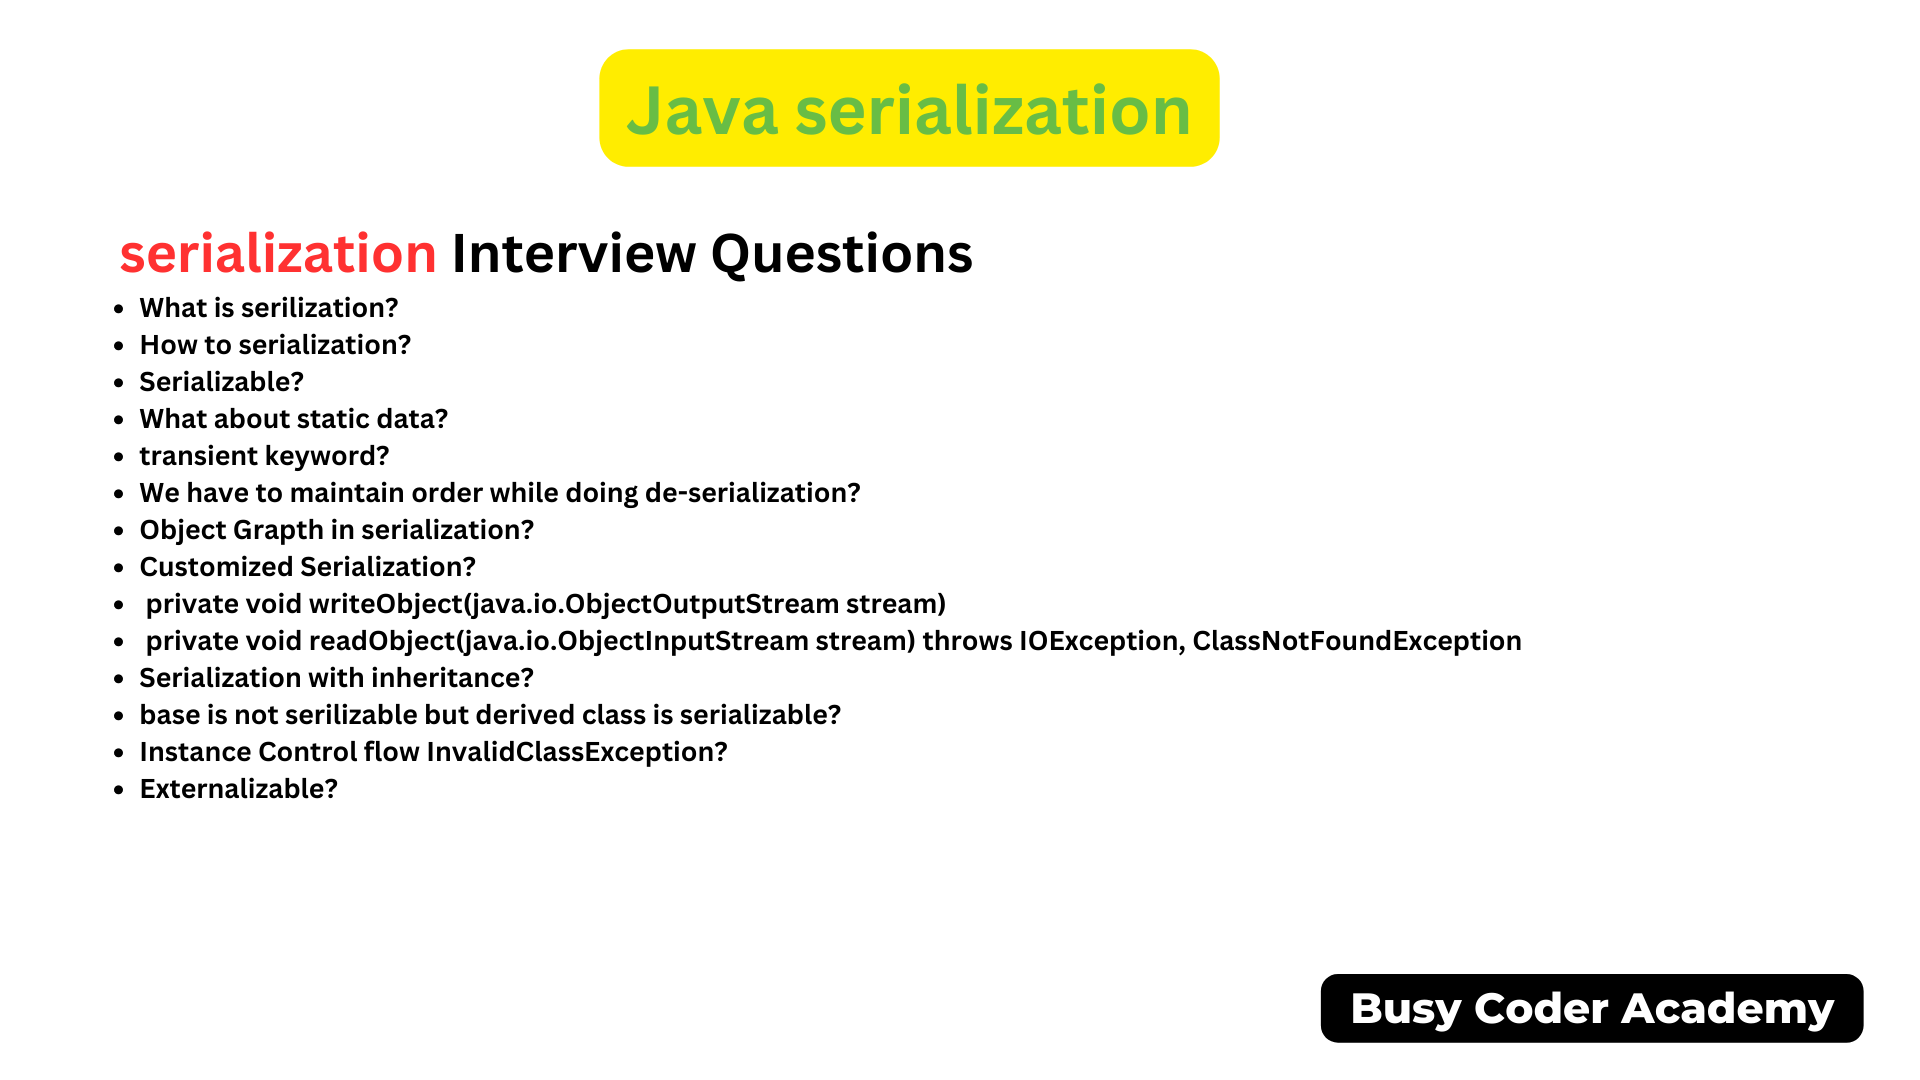 Java serialization
serialization Interview Questions
• What is serilization?
• How to serialization?
• Serializable?
• What about static data?
• transient keyword?
• We have to maintain order while doing de-serialization?
• Object Grapth in serialization?
• Customized Serialization?
• private void writeObject(java.io.ObjectOutputStream stream)
• private void readObject(java.io.ObjectInputStream stream) throws IOException, ClassNotFoundException
• Serialization with inheritance?
• base is not serilizable but derived class is serializable?
• Instance Control flow InvalidClassException?
• Externalizable?
Busy Coder Academy